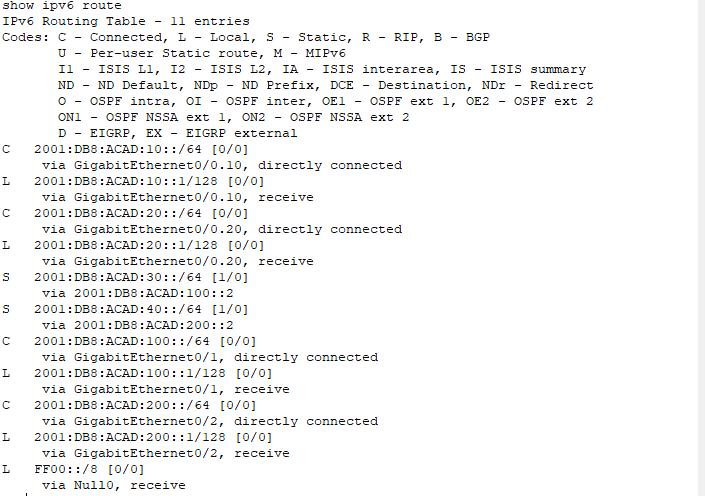 show ipv6 route
IPv6 Routing Table - 11 entries
Codes: C - Connected, L - Local, S - Static, R - RIP, B - BGP
       U - Per-user Static route, M - MIPv6
       I1 - ISIS L1, I2 - ISIS L2, IA - ISIS interarea, IS - ISIS summary
       ND - ND Default, NDp - ND Prefix, DCE - Destination, NDr - Redirect
       O - OSPF intra, OI - OSPF inter, OE1 - OSPF ext 1, OE2 - OSPF ext 2
       ON1 - OSPF NSSA ext 1, ON2 - OSPF NSSA ext 2
       D - EIGRP, EX - EIGRP external
C   2001:DB8:ACAD:10::/64 [0/0]
     via GigabitEthernet0/0.10, directly connected
L   2001:DB8:ACAD:10::1/128 [0/0]
     via GigabitEthernet0/0.10, receive
C   2001:DB8:ACAD:20::/64 [0/0]
     via GigabitEthernet0/0.20, directly connected
L   2001:DB8:ACAD:20::1/128 [0/0]
     via GigabitEthernet0/0.20, receive
S   2001:DB8:ACAD:30::/64 [1/0]
     via 2001:DB8:ACAD:100::2
S   2001:DB8:ACAD:40::/64 [1/0]
     via 2001:DB8:ACAD:200::2
C   2001:DB8:ACAD:100::/64 [0/0]
     via GigabitEthernet0/1, directly connected
L   2001:DB8:ACAD:100::1/128 [0/0]
     via GigabitEthernet0/1, receive
C   2001:DB8:ACAD:200::/64 [0/0]
     via GigabitEthernet0/2, directly connected
L   2001:DB8:ACAD:200::1/128 [0/0]
     via GigabitEthernet0/2, receive
L   FF00::/8 [0/0]
     via Null0, receive